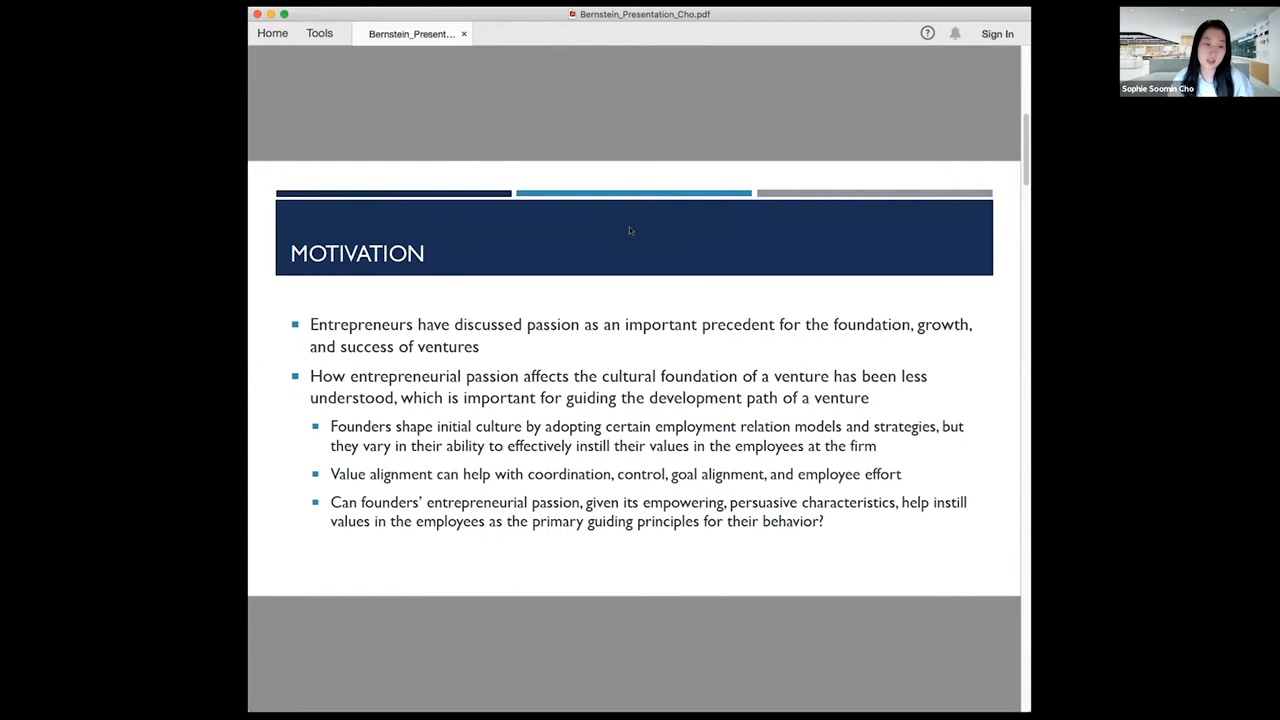 Bernstein_Presentation_Cho.pdf
Home Tools Bernstein_Present... × ? Sign In
Sophie Soomin Cho
MOTIVATION
Entrepreneurs have discussed passion as an important precedent for the foundation, growth,
and success of ventures
How entrepreneurial passion affects the cultural foundation of a venture has been less
understood, which is important for guiding the development path of a venture
Founders shape initial culture by adopting certain employment relation models and strategies, but
they vary in their ability to effectively instill their values in the employees at the firm
Value alignment can help with coordination, control, goal alignment, and employee effort
Can founders' entrepreneurial passion, given its empowering, persuasive characteristics, help instill
values in the employees as the primary guiding principles for their behavior?